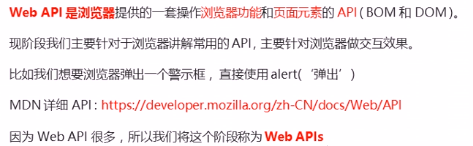 Web API 是浏览器提供的一套操作浏览器功能和页面元素的 API ( BOM 和 DOM )。
现阶段我们主要针对于浏览器讲解常用的 API , 主要针对浏览器做交互效果。
比如我们想要浏览器弹出一个警示框， 直接使用 alert(‘弹出’)
MDN 详细 API : https://developer.mozilla.org/zh-CN/docs/Web/API
因为 Web API 很多，所以我们将这个阶段称为 Web APIs